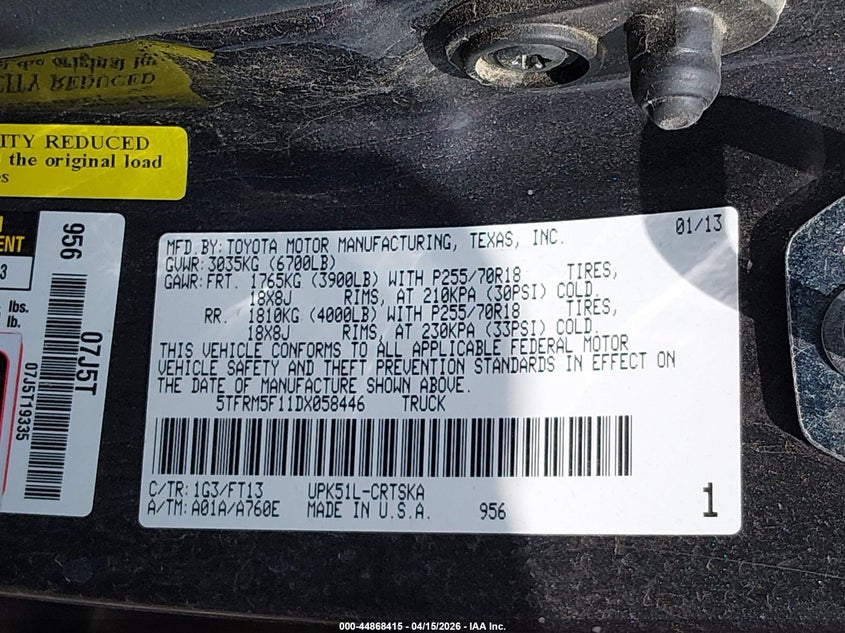 ITY REDUCED
the original load
ENT
956
lbs.
lb.
07J5T
07J5T19335
MFD.BY:TOYOTA MOTOR MANUFACTURING, TEXAS, INC. 01/13
GVWR:3035KG (6700LB)
GAWR:FRT. 1765KG (3900LB) WITH P255/70R18 TIRES,
18X8J RIMS, AT 210KPA (30PSI) COLD.
RR. 1810KG (4000LB) WITH P255/70R18 TIRES,
18X8J RIMS, AT 230KPA (33PSI) COLD.
THIS VEHICLE CONFORMS TO ALL APPLICABLE FEDERAL MOTOR
VEHICLE SAFETY AND THEFT PREVENTION STANDARDS IN EFFECT ON
THE DATE OF MANUFACTURE SHOWN ABOVE.
5TFRM5F11DX058446 TRUCK
C/TR:1G3/FT13 UPK51L-CRTSKA
A/TM:A01A/A760E MADE IN U.S.A. 956 1
000-44868415 - 04/15/2026 - IAA Inc.